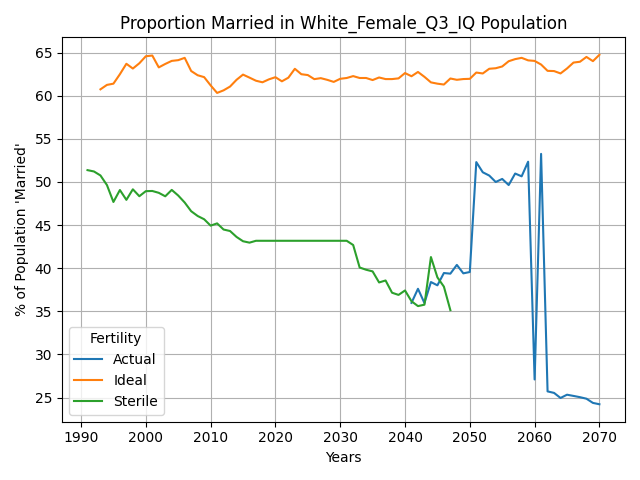 Proportion Married in White_Female_Q3_IQ Population
% of Population 'Married'
65
60
55
50
45
40
35
30
25
Fertility
Actual
Ideal
Sterile
1990 2000 2010 2020 2030 2040 2050 2060 2070
Years